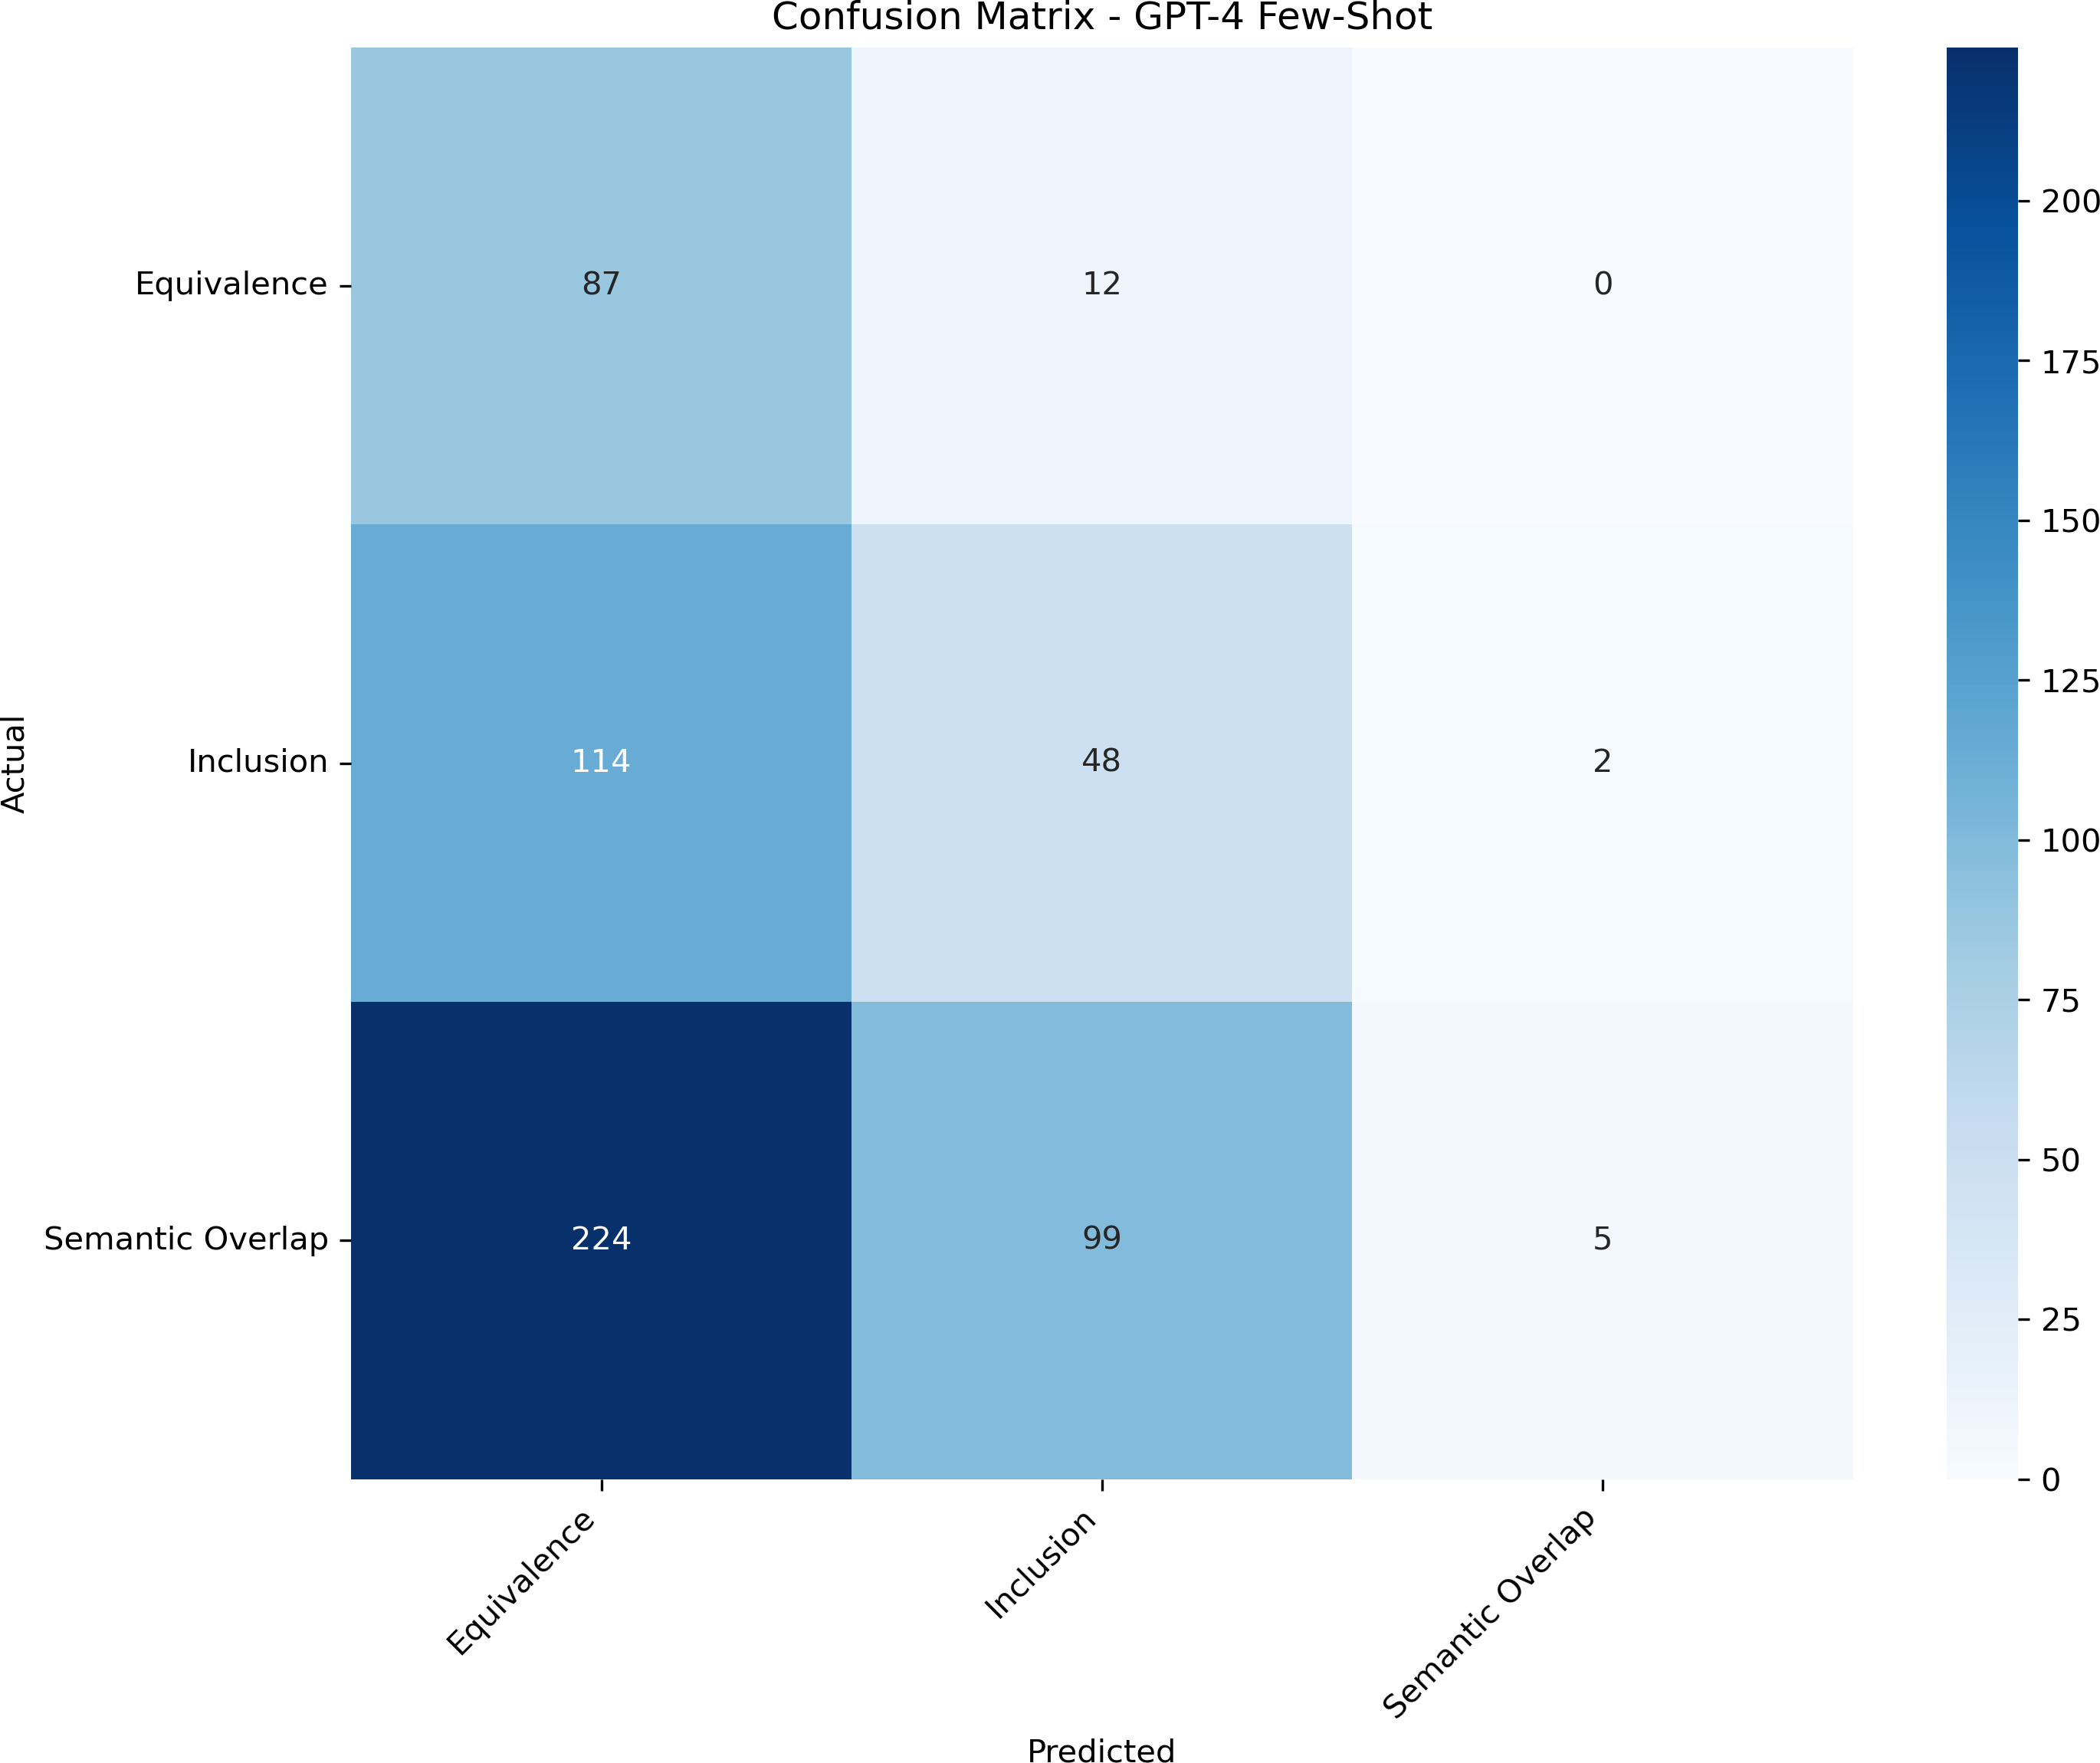 Confusion Matrix - GPT-4 Few-Shot
Actual
Equivalence
87
12
0
Inclusion
114
48
2
Semantic Overlap
224
99
5
Equivalence
Inclusion
Semantic Overlap
Predicted
200
175
150
125
100
75
50
25
0